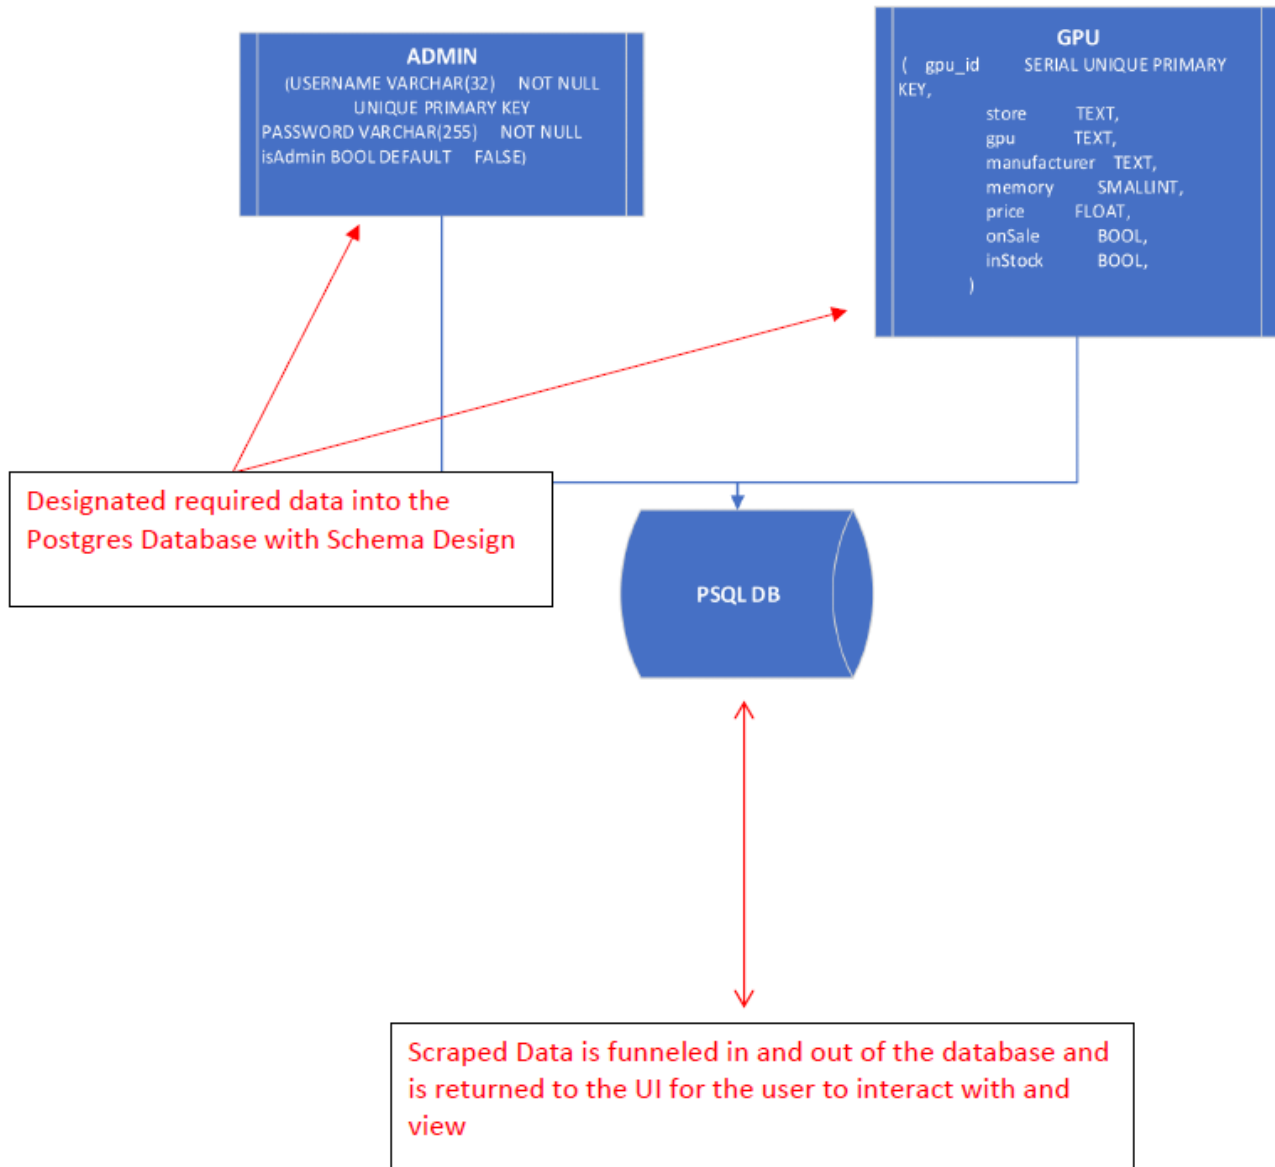 ADMIN
(USERNAME VARCHAR(32) NOT NULL
UNIQUE PRIMARY KEY
PASSWORD VARCHAR(255) NOT NULL
isAdmin BOOL DEFAULT FALSE)
GPU
( gpu_id SERIAL UNIQUE PRIMARY
KEY,
store TEXT,
gpu TEXT,
manufacturer TEXT,
memory SMALLINT,
price FLOAT,
onSale BOOL,
inStock BOOL,
)
Designated required data into the
Postgres Database with Schema Design
PSQL DB
Scraped Data is funneled in and out of the database and
is returned to the UI for the user to interact with and
view